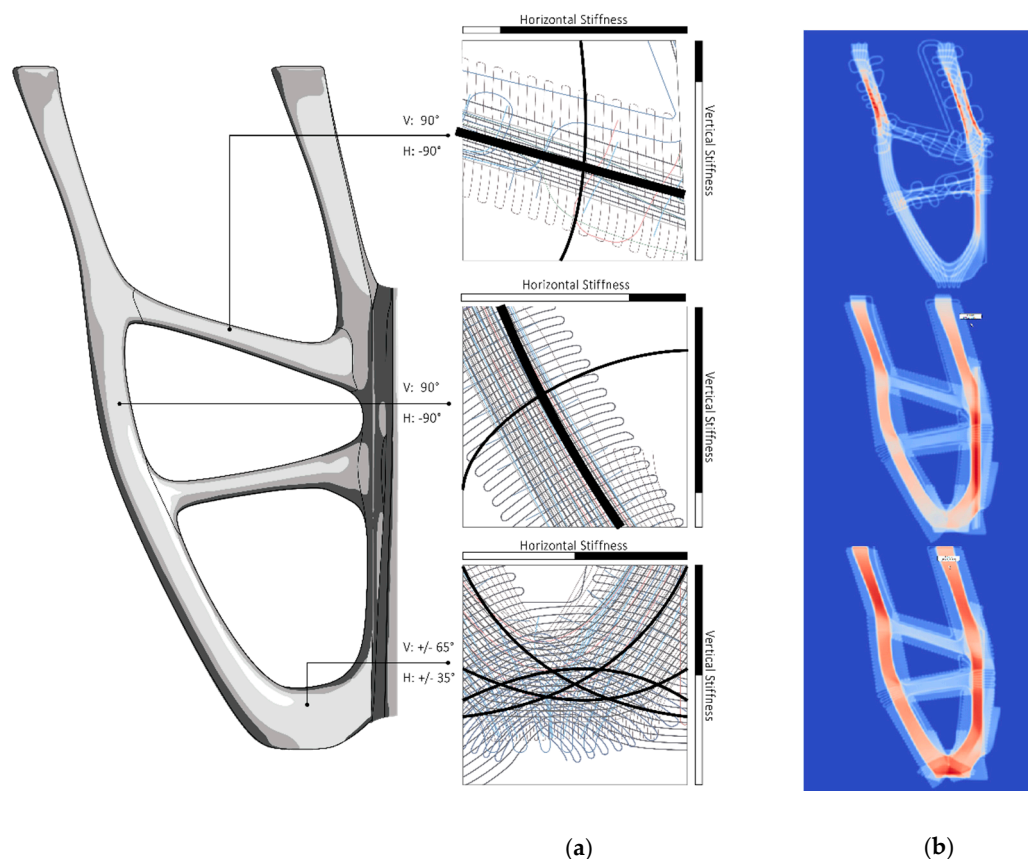 Horizontal Stiffness
Vertical Stiffness
V: 90°
H: -90°
Horizontal Stiffness
Vertical Stiffness
V: 90°
H: -90°
Horizontal Stiffness
Vertical Stiffness
V: +/- 65°
H: +/- 35°
(a)
(b)